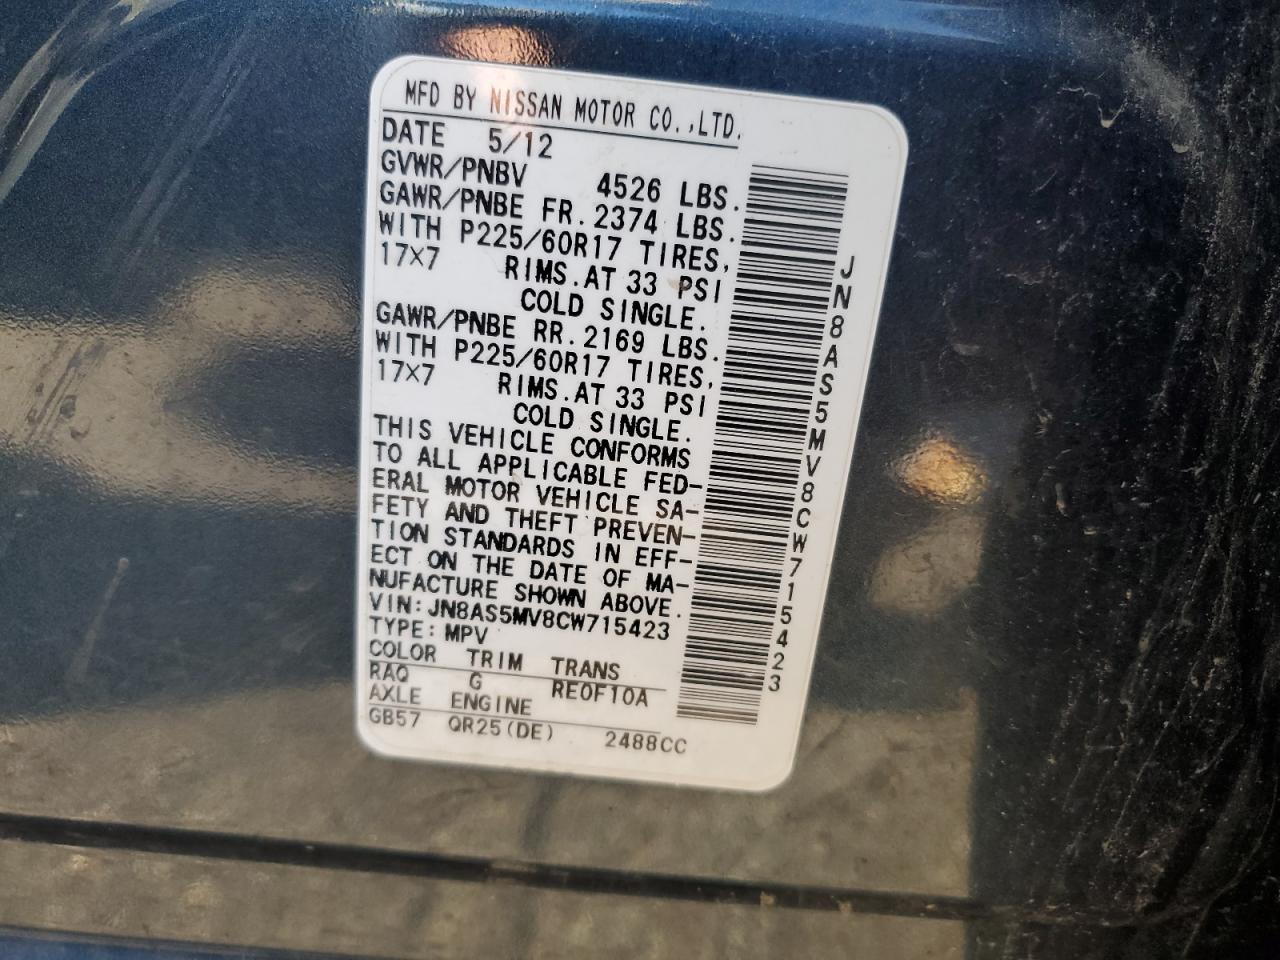 MFD BY NISSAN MOTOR CO.,LTD.
DATE 5/12
GVWR/PNBV 4526 LBS.
GAWR/PNBE FR.2374 LBS.
WITH P225/60R17 TIRES,
17×7 RIMS.AT 33 PSI
COLD SINGLE.
GAWR/PNBE RR.2169 LBS.
WITH P225/60R17 TIRES,
17×7 RIMS.AT 33 PSI
COLD SINGLE.
THIS VEHICLE CONFORMS
TO ALL APPLICABLE FED-
ERAL MOTOR VEHICLE SA-
FETY AND THEFT PREVEN-
TION STANDARDS IN EFF-
ECT ON THE DATE OF MA-
NUFACTURE SHOWN ABOVE.
VIN:JN8AS5MV8CW715423
TYPE:MPV
COLOR TRIM TRANS
RAQ G RE0F10A
AXLE ENGINE
GB57 QR25(DE) 2488CC
JN8AS5MV8CW715423